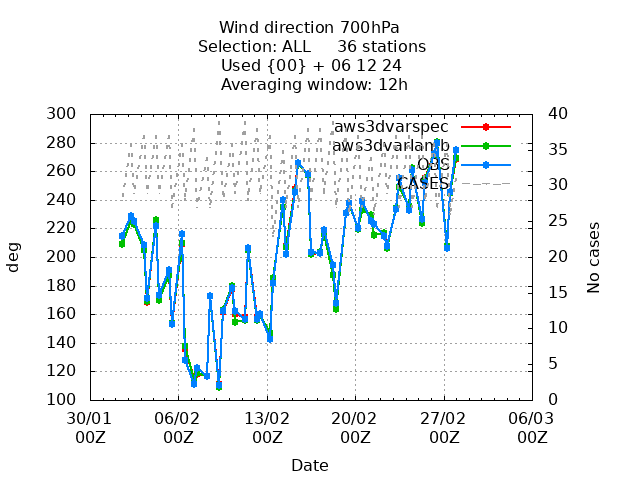 Wind direction 700hPa
Selection: ALL 36 stations
Used {00} + 06 12 24
Averaging window: 12h
300
280
260
240
220
200
180
160
140
120
100
40
35
30
25
20
15
10
5
0
deg
No cases
aws3dvarspec
aws3dvarlamb
OBS
CASES
30/01 06/02 13/02 20/02 27/02 06/03
00Z 00Z 00Z 00Z 00Z 00Z
Date